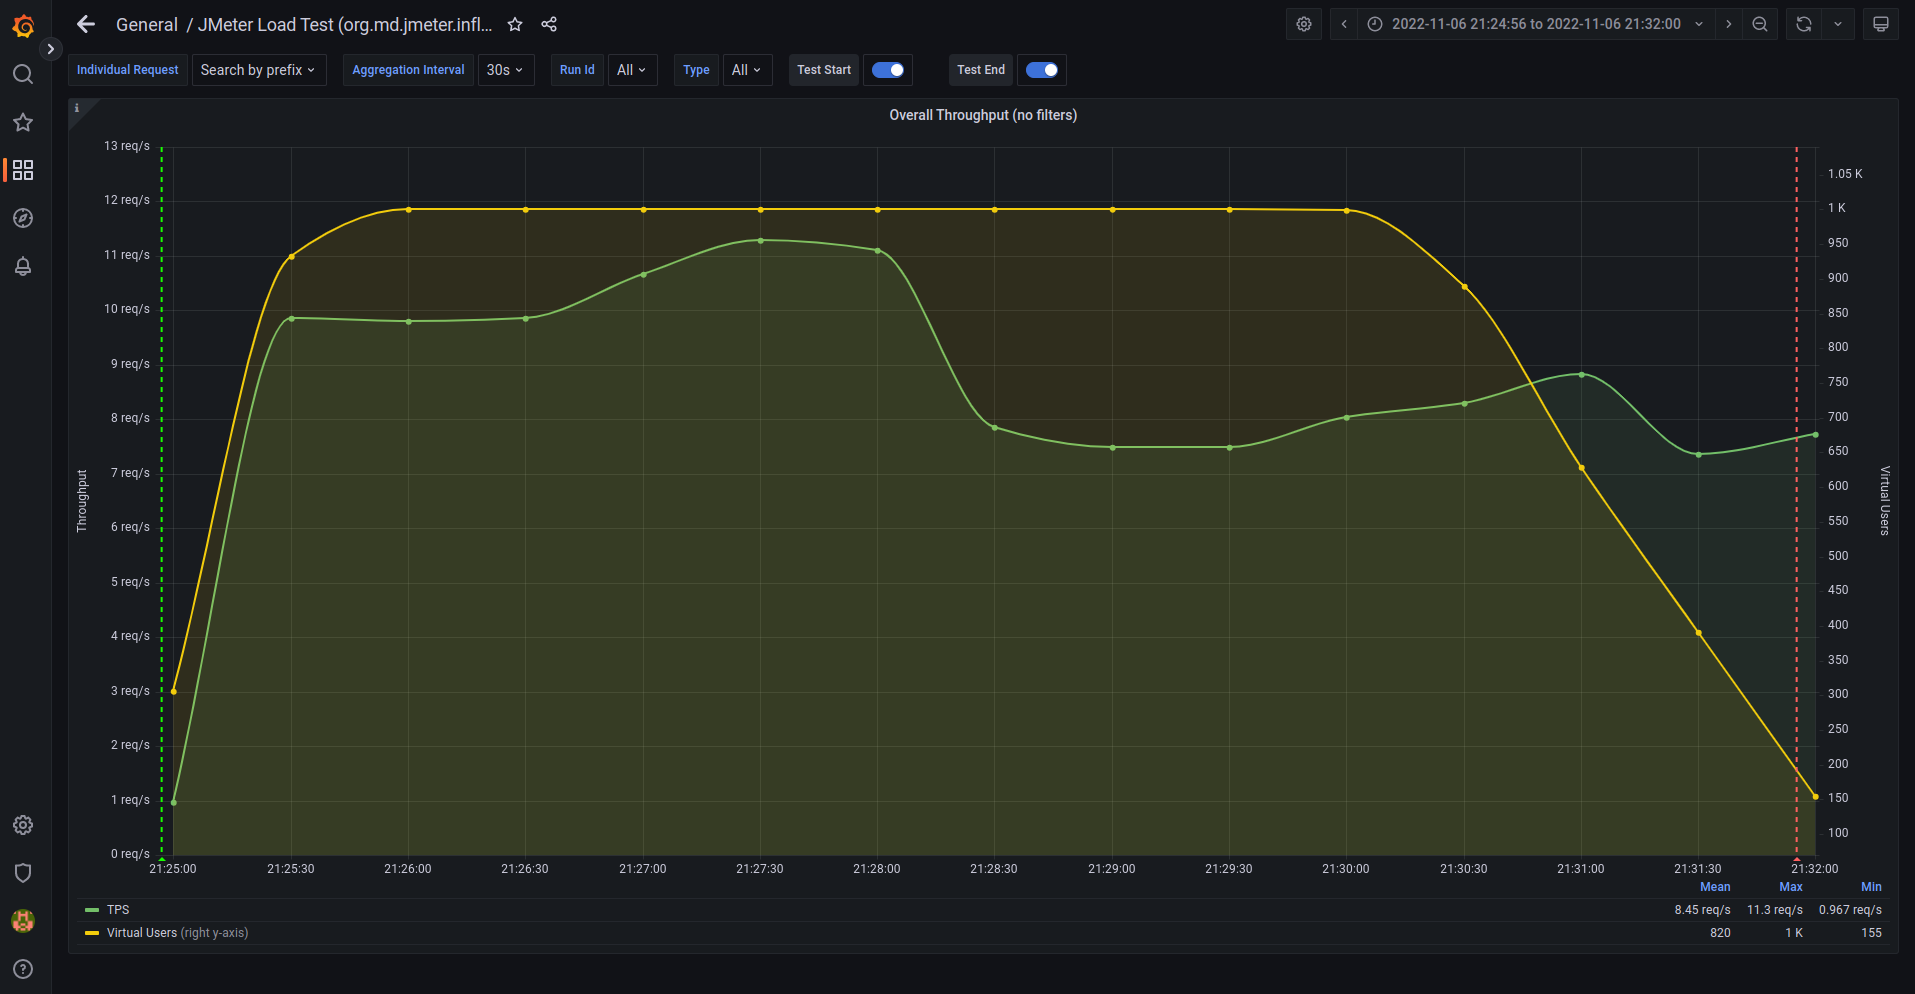 General / JMeter Load Test (org.md.jmeter.infl...
2022-11-06 21:24:56 to 2022-11-06 21:32:00
Individual Request Search by prefix Aggregation Interval 30s Run Id All Type All Test Start Test End
i
Overall Throughput (no filters)
13 req/s
12 req/s
11 req/s
10 req/s
9 req/s
8 req/s
7 req/s
6 req/s
5 req/s
4 req/s
3 req/s
2 req/s
1 req/s
0 req/s
Throughput
1.05 K
1 K
950
900
850
800
750
700
650
600
550
500
450
400
350
300
250
200
150
100
Virtual Users
21:25:00 21:25:30 21:26:00 21:26:30 21:27:00 21:27:30 21:28:00 21:28:30 21:29:00 21:29:30 21:30:00 21:30:30 21:31:00 21:31:30 21:32:00
Mean Max Min
TPS 8.45 req/s 11.3 req/s 0.967 req/s
Virtual Users (right y-axis) 820 1 K 155